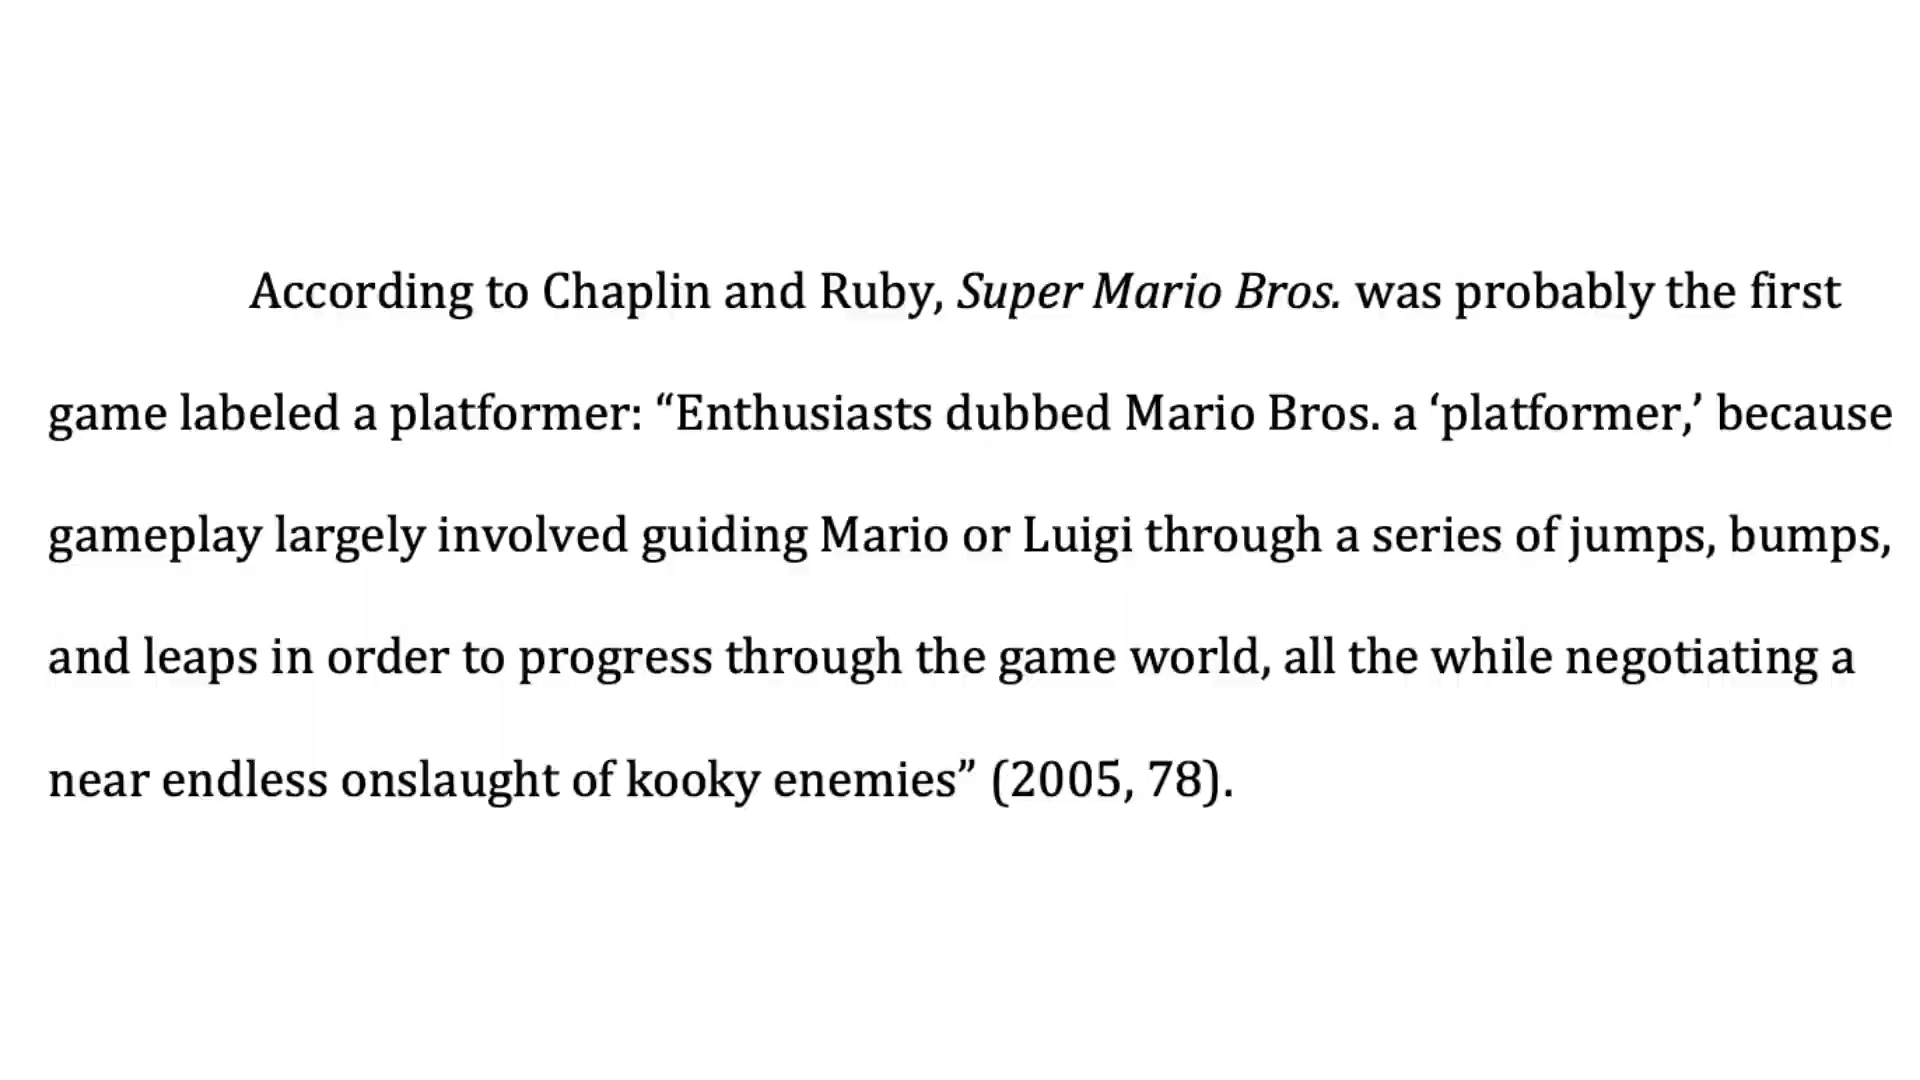 According to Chaplin and Ruby, Super Mario Bros. was probably the first
game labeled a platformer: “Enthusiasts dubbed Mario Bros. a ‘platformer,’ because
gameplay largely involved guiding Mario or Luigi through a series of jumps, bumps,
and leaps in order to progress through the game world, all the while negotiating a
near endless onslaught of kooky enemies” (2005, 78).